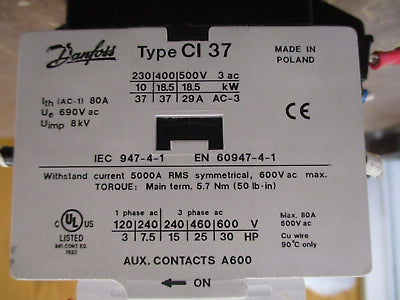 Danfoss
Type CI 37
MADE IN
POLAND
230 400 500V 3 ac
10 18.5 18.5 kW
37 37 29A AC-3
Ith (AC-1) 80A
Ue 690V ac
Uimp 8kV
CE
IEC 947-4-1 EN 60947-4-1
Withstand current 5000A RMS symmetrical, 600V ac max.
TORQUE: Main term. 5.7 Nm (50 lb·in)
C UL US
LISTED
1 phase ac 3 phase ac
120 240 240 460 600 V
3 7.5 15 25 30 HP
Max. 80A
600V ac
Cu wire
90°C only
AUX. CONTACTS A600
← ON